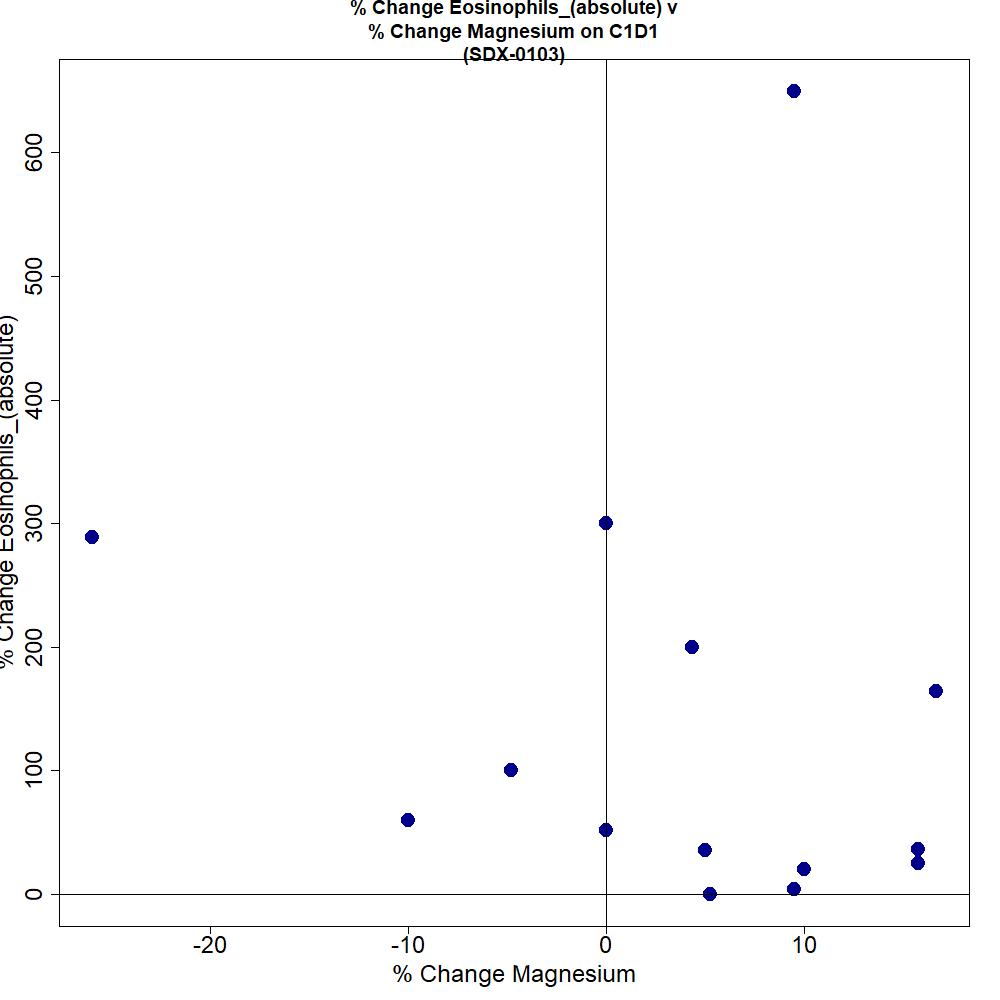 % Change Eosinophils_(absolute) v
% Change Magnesium on C1D1
(SDX-0103)
% Change Eosinophils_(absolute)
600
500
400
300
200
100
0
-20
-10
0
10
% Change Magnesium